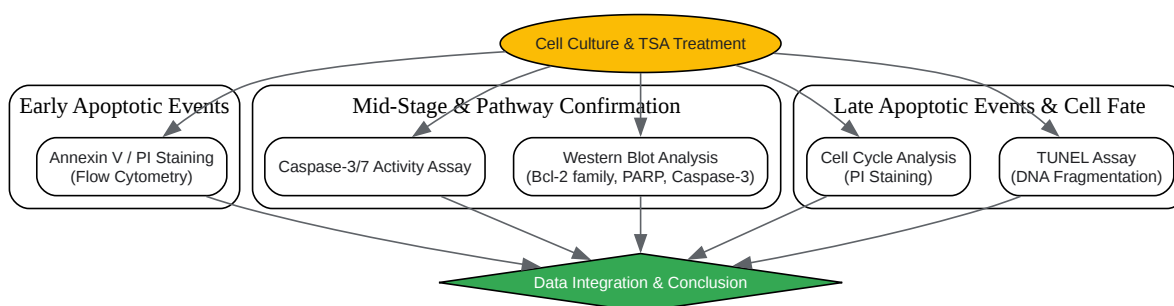 Cell Culture & TSA Treatment
Early Apoptotic Events
Mid-Stage & Pathway Confirmation
Late Apoptotic Events & Cell Fate
Annexin V / PI Staining
(Flow Cytometry)
Caspase-3/7 Activity Assay
Western Blot Analysis
(Bcl-2 family, PARP, Caspase-3)
Cell Cycle Analysis
(PI Staining)
TUNEL Assay
(DNA Fragmentation)
Data Integration & Conclusion